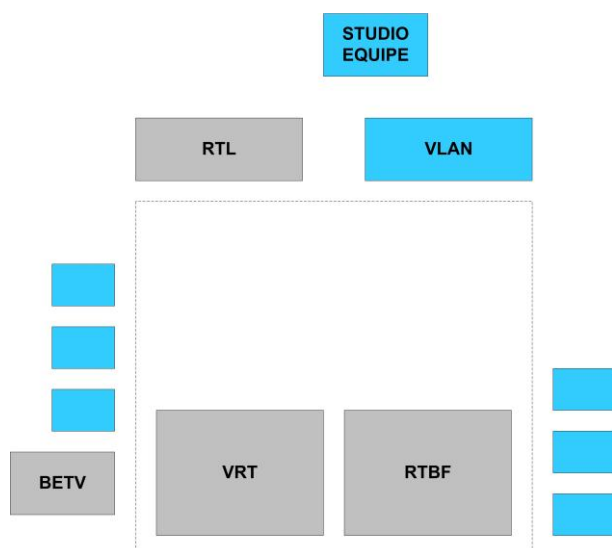 STUDIO
EQUIPE
RTL
VLAN
BETV
VRT
RTBF